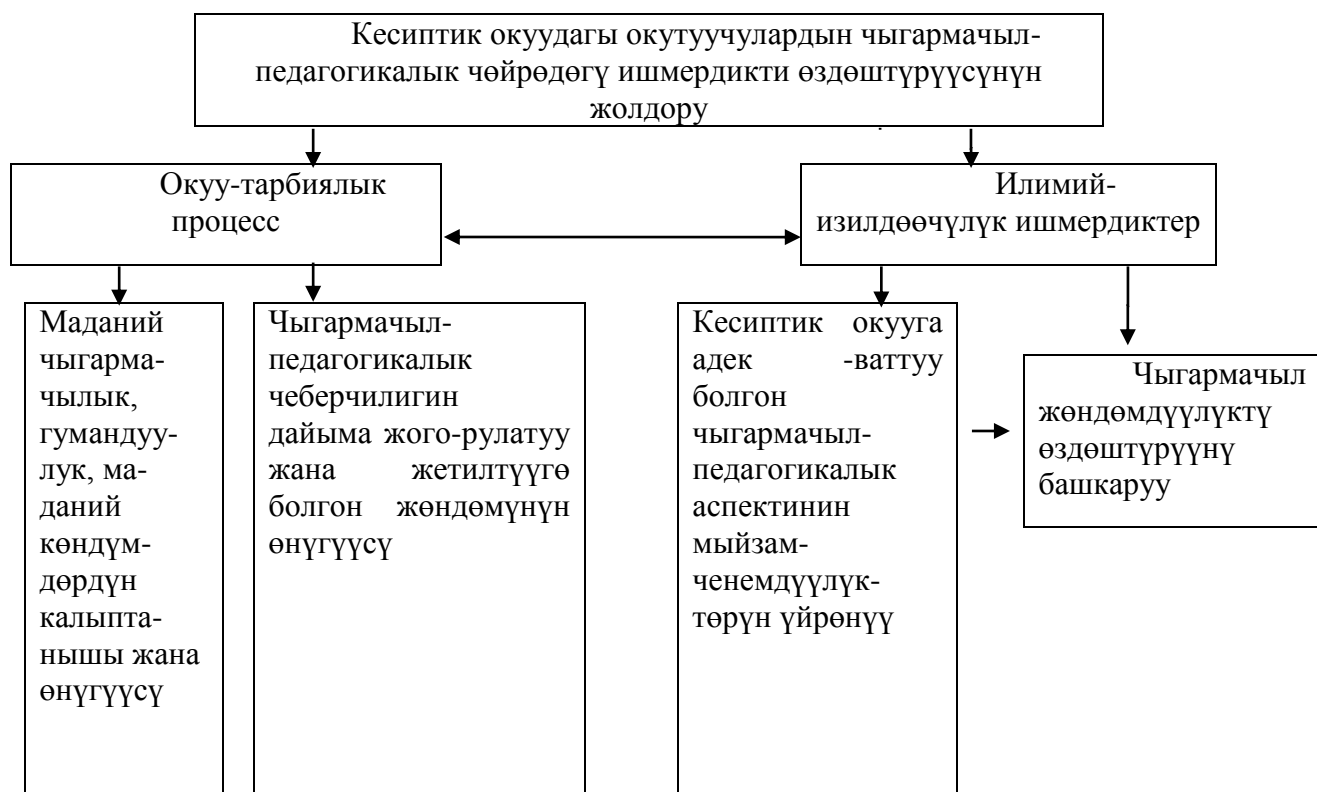 Кесиптик окуудагы окутуучулардын чыгармачыл-
педагогикалык чөйрөдөгү ишмердикти өздөштүрүүсүнүн
жолдору
Окуу-тарбиялык
процесс
Илимий-
изилдөөчүлүк ишмердиктер
Маданий
чыгарма-
чылык,
гумандуу-
лук, ма-
даний
көндүм-
дөрдүн
калыпта-
нышы жана
өнүгүүсү
Чыгармачыл-
педагогикалык
чеберчилигин
дайыма жого-рулатуу
жана жетилтүүгө
болгон жөндөмүнүн
өнүгүүсү
Кесиптик окууга
адек -ваттуу
болгон
чыгармачыл-
педагогикалык
аспектинин
мыйзам-
ченемдүүлүк-
төрүн үйрөнүү
Чыгармачыл
жөндөмдүүлүктү
өздөштүрүүнү
башкаруу